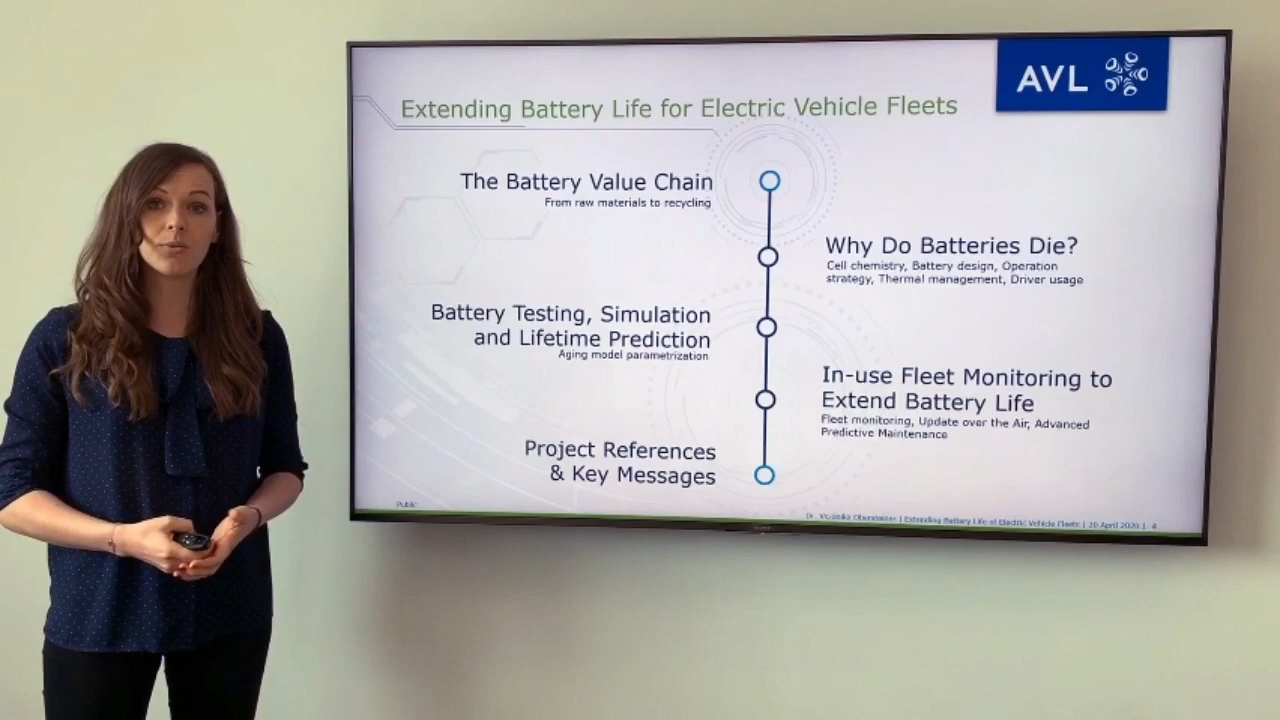 AVL
Extending Battery Life for Electric Vehicle Fleets
The Battery Value Chain
From raw materials to recycling
Why Do Batteries Die?
Cell chemistry, Battery design, Operation
strategy, Thermal management, Driver usage
Battery Testing, Simulation
and Lifetime Prediction
Aging model parametrization
In-use Fleet Monitoring to
Extend Battery Life
Fleet monitoring, Update over the Air, Advanced
Predictive Maintenance
Project References
& Key Messages
Public
Dr. Veronika Obersteiner | Extending Battery Life of Electric Vehicle Fleets | 20 April 2020 | 4